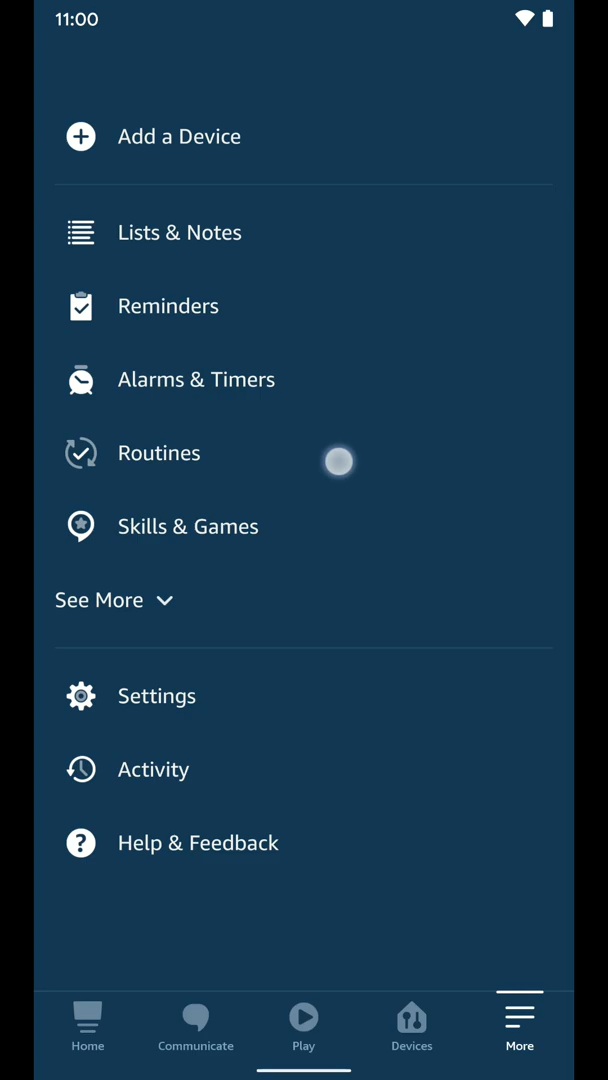 11:00
Add a Device
Lists & Notes
Reminders
Alarms & Timers
Routines
Skills & Games
See More
Settings
Activity
Help & Feedback
Home
Communicate
Play
Devices
More